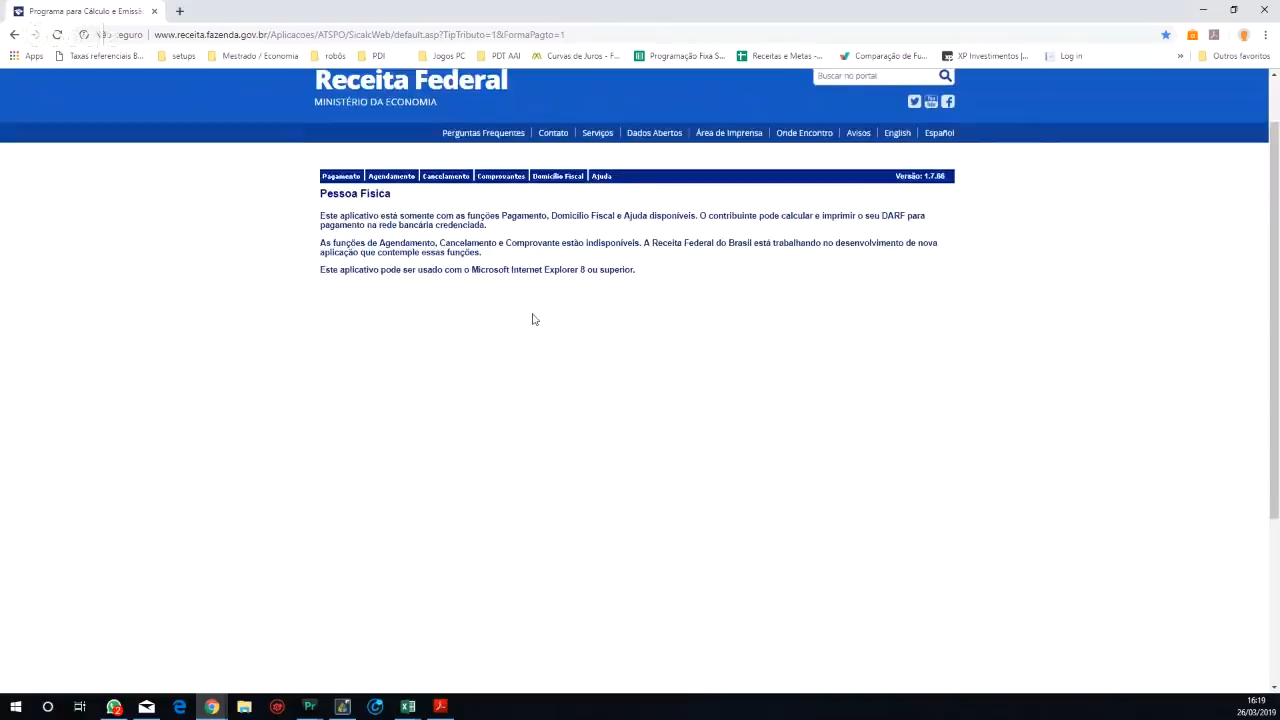 Programa para Cálculo e Emissã
www.receita.fazenda.gov.br/Aplicacoes/ATSPO/SicalcWeb/default.asp?TipTributo=1&FormaPagto=1
Apps Taxas referenciais B... setups Mestrado / Economia robôs PDI Jogos PC PDT AAI Curvas de Juros - F... Programação Fixa S... Receitas e Metas -... Comparação de Fu... XP Investimentos |... Log in » Outros favoritos
Receita Federal
Buscar no portal
MINISTÉRIO DA ECONOMIA
Perguntas Frequentes | Contato | Serviços | Dados Abertos | Área de Imprensa | Onde Encontro | Avisos | English | Español
Pagamento | Agendamento | Cancelamento | Comprovantes | Domicílio Fiscal | Ajuda Versão: 1.7.66
Pessoa Física
Este aplicativo está somente com as funções Pagamento, Domicílio Fiscal e Ajuda disponíveis. O contribuinte pode calcular e imprimir o seu DARF para
pagamento na rede bancária credenciada.
As funções de Agendamento, Cancelamento e Comprovante estão indisponíveis. A Receita Federal do Brasil está trabalhando no desenvolvimento de nova
aplicação que contemple essas funções.
Este aplicativo pode ser usado com o Microsoft Internet Explorer 8 ou superior.
2
Pr
16:19
26/03/2019